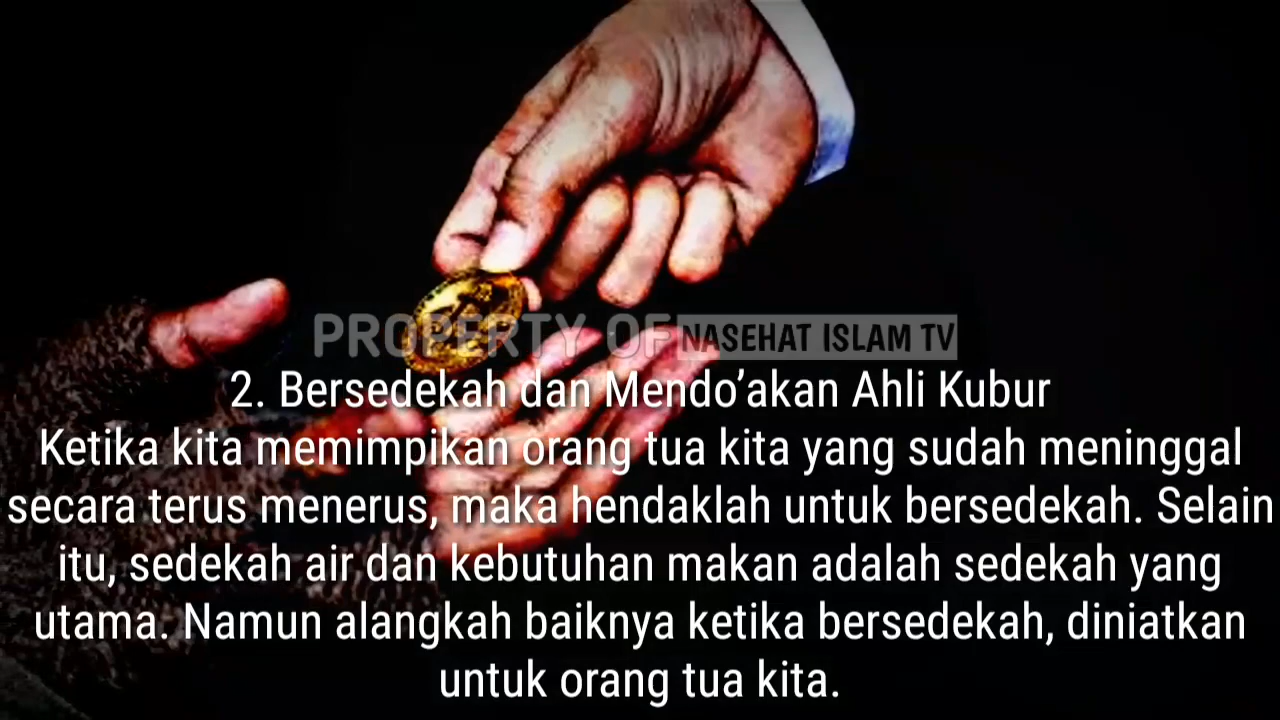 PROPERTY OF NASEHAT ISLAM TV
2. Bersedekah dan Mendo’akan Ahli Kubur
Ketika kita memimpikan orang tua kita yang sudah meninggal
secara terus menerus, maka hendaklah untuk bersedekah. Selain
itu, sedekah air dan kebutuhan makan adalah sedekah yang
utama. Namun alangkah baiknya ketika bersedekah, diniatkan
untuk orang tua kita.